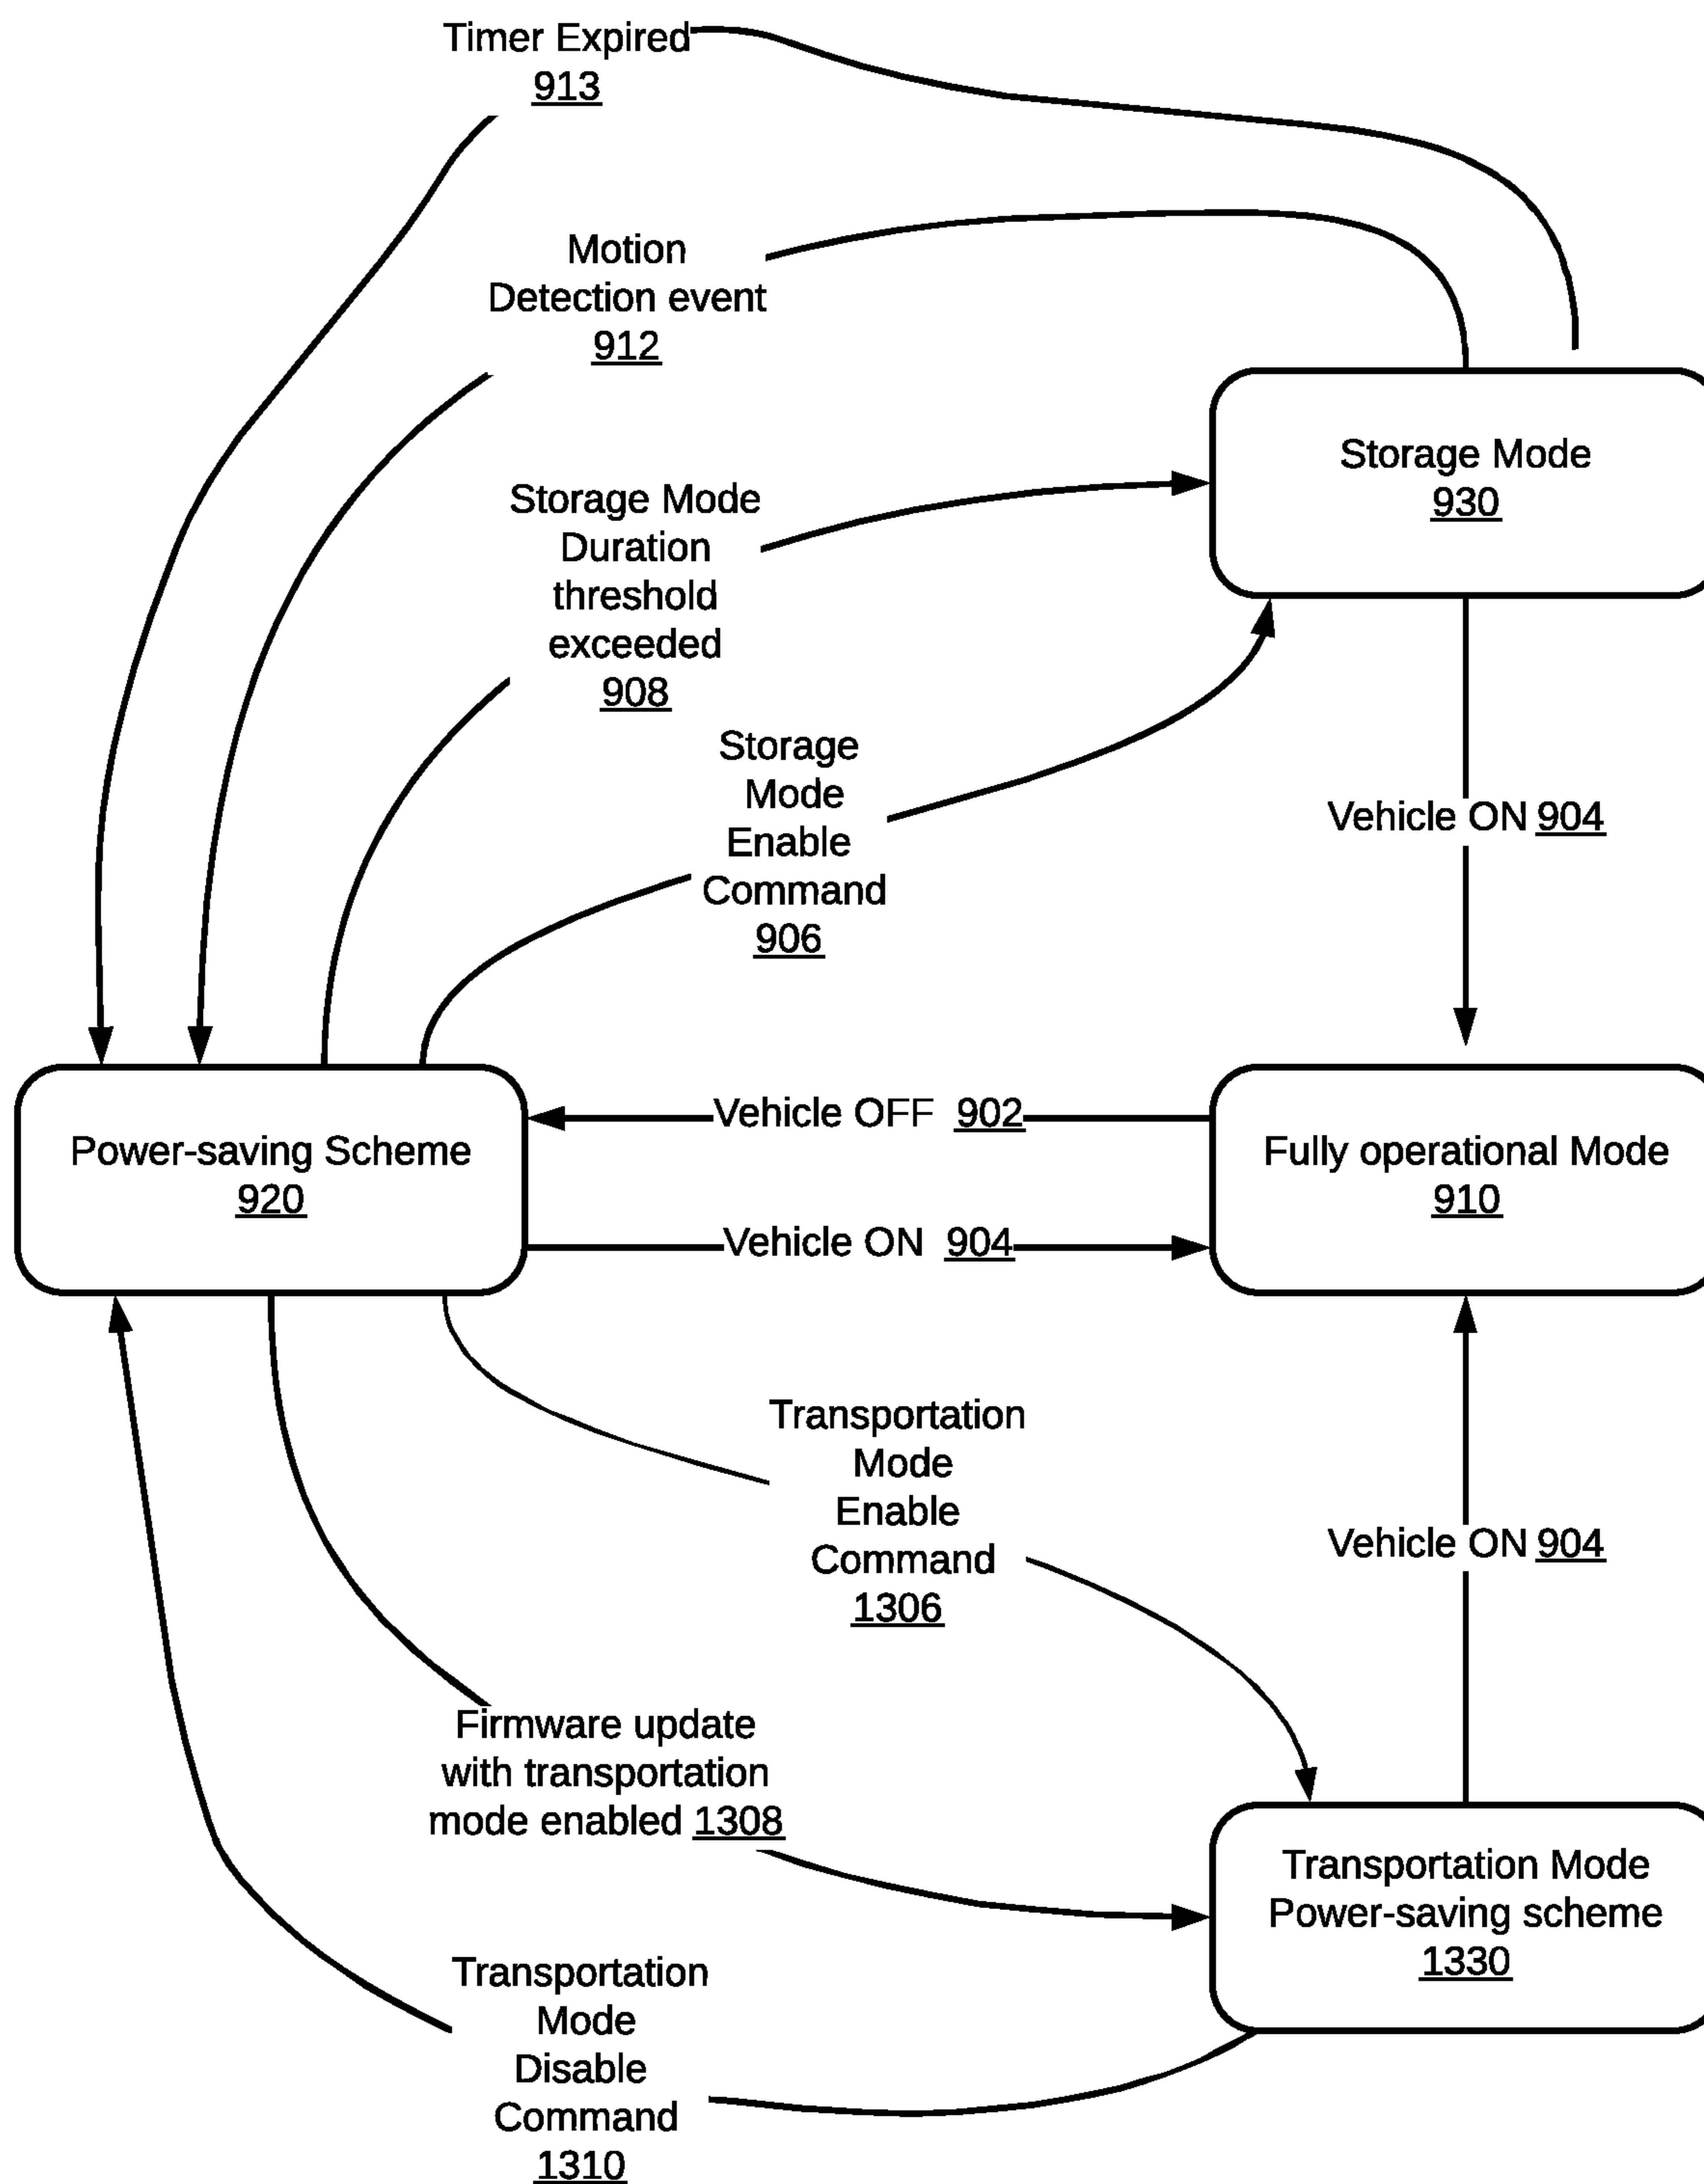 Timer Expired
913
Motion
Detection event
912
Storage Mode
930
Storage Mode
Duration
threshold
exceeded
908
Storage
Mode
Enable
Command
906
Vehicle ON 904
Vehicle OFF 902
Power-saving Scheme
920
Fully operational Mode
910
Vehicle ON 904
Transportation
Mode
Enable
Command
1306
Vehicle ON 904
Firmware update
with transportation
mode enabled 1308
Transportation Mode
Power-saving scheme
1330
Transportation
Mode
Disable
Command
1310